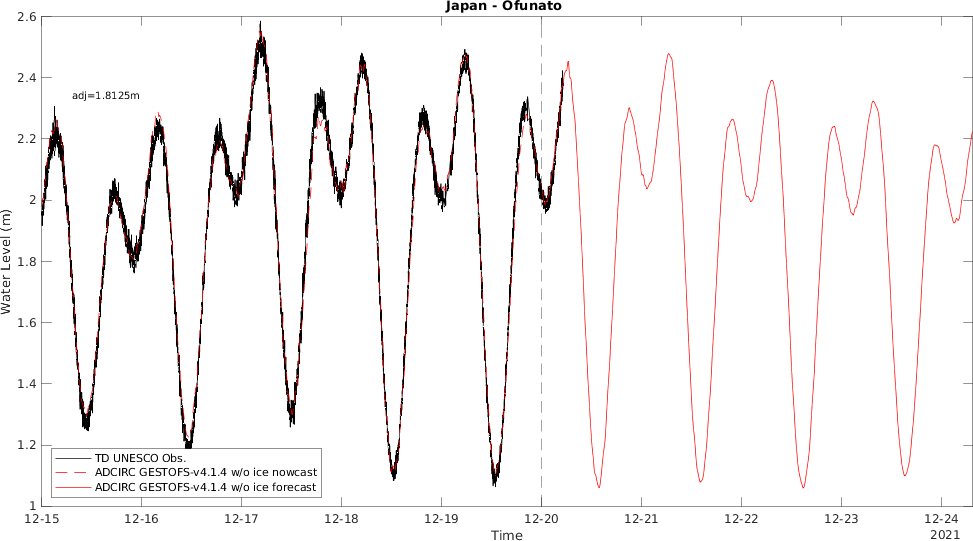 Japan - Ofunato
2.6
2.4
2.2
2
1.8
1.6
1.4
1.2
1
Water Level (m)
adj=1.8125m
TD UNESCO Obs.
ADCIRC GESTOFS-v4.1.4 w/o ice nowcast
ADCIRC GESTOFS-v4.1.4 w/o ice forecast
12-15 12-16 12-17 12-18 12-19 12-20 12-21 12-22 12-23 12-24
Time 2021